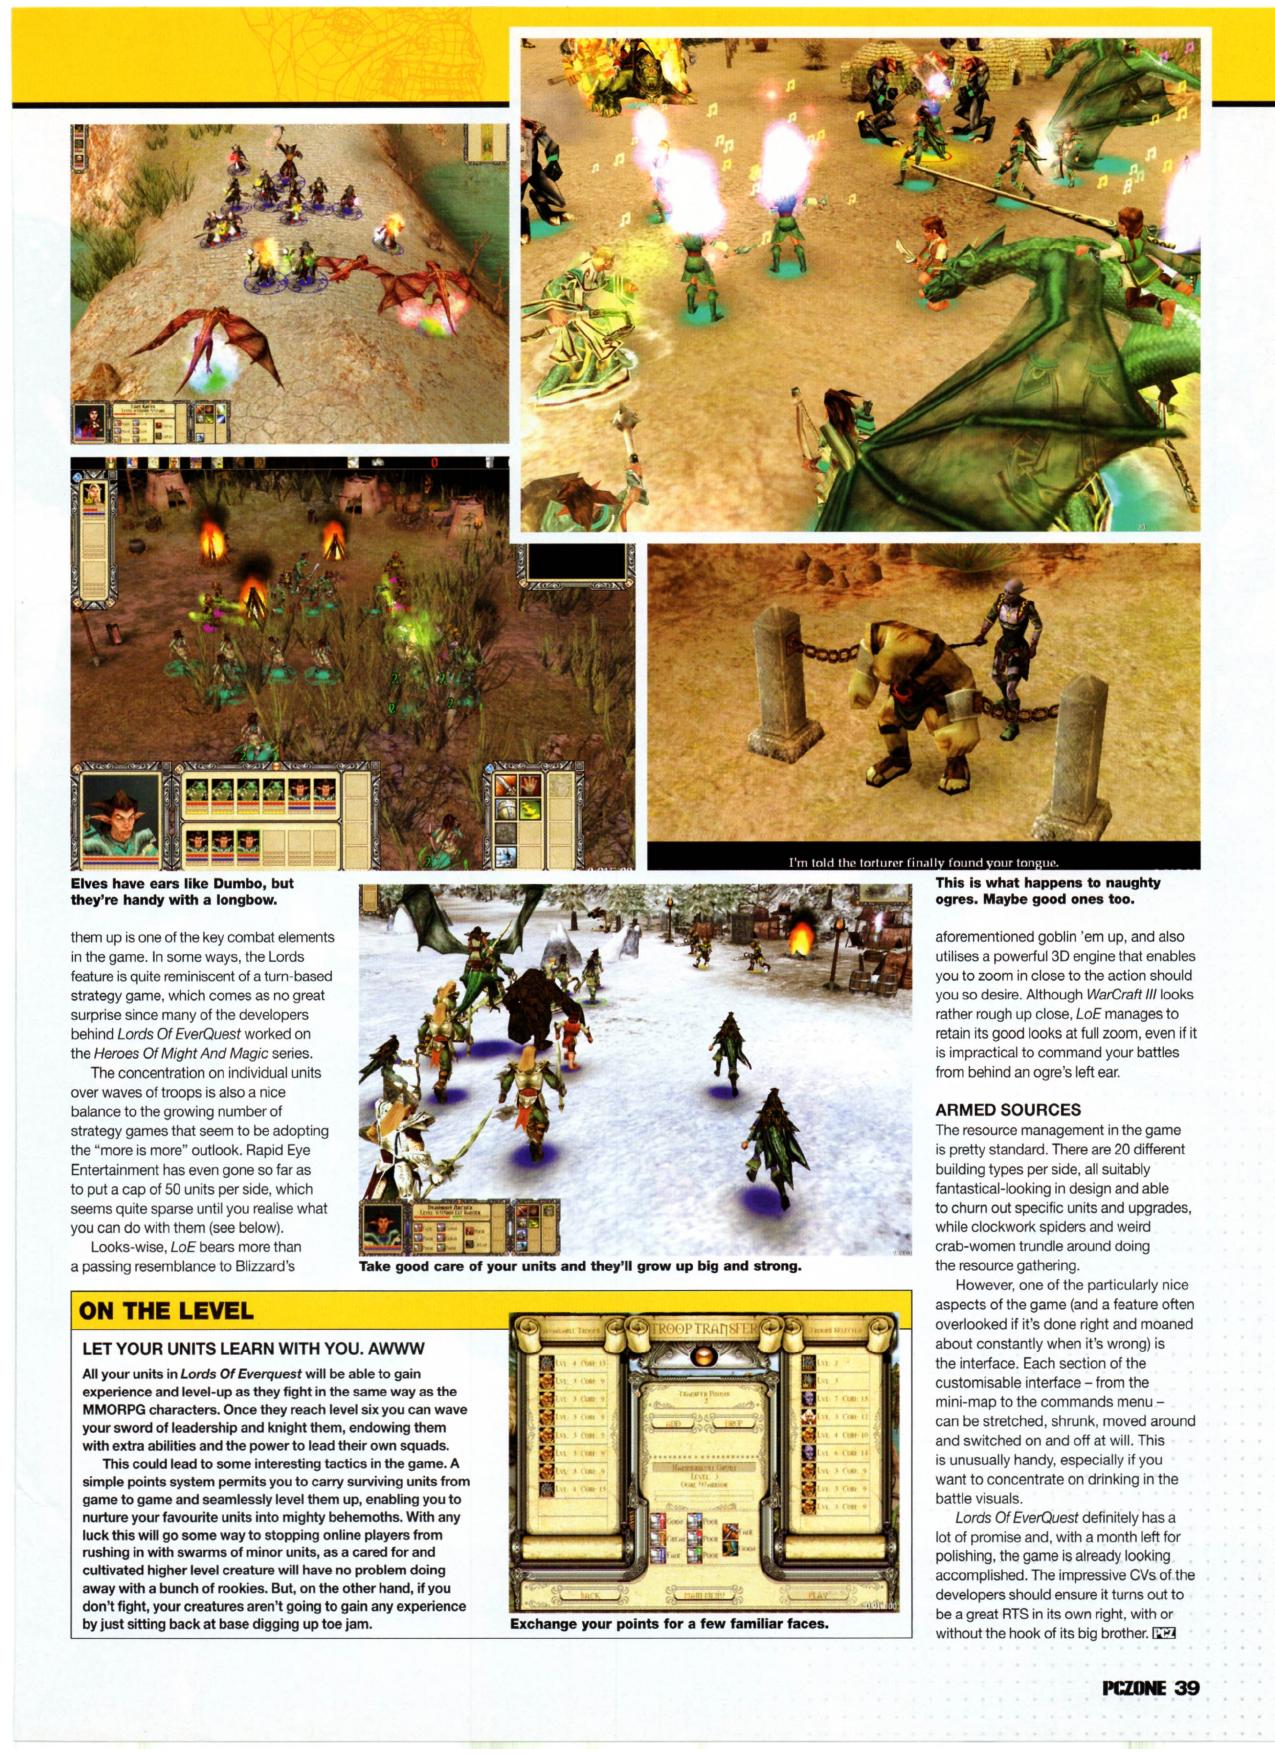 I'm told the torturer finally found your tongue.
Elves have ears like Dumbo, but
they're handy with a longbow.
This is what happens to naughty
ogres. Maybe good ones too.
them up is one of the key combat elements
in the game. In some ways, the Lords
feature is quite reminiscent of a turn-based
strategy game, which comes as no great
surprise since many of the developers
behind Lords Of EverQuest worked on
the Heroes Of Might And Magic series.
The concentration on individual units
over waves of troops is also a nice
balance to the growing number of
strategy games that seem to be adopting
the "more is more" outlook. Rapid Eye
Entertainment has even gone so far as
to put a cap of 50 units per side, which
seems quite sparse until you realise what
you can do with them (see below).
Looks-wise, LoE bears more than
a passing resemblance to Blizzard's
Take good care of your units and they'll grow up big and strong.
aforementioned goblin 'em up, and also
utilises a powerful 3D engine that enables
you to zoom in close to the action should
you so desire. Although WarCraft III looks
rather rough up close, LoE manages to
retain its good looks at full zoom, even if it
is impractical to command your battles
from behind an ogre's left ear.
ARMED SOURCES
The resource management in the game
is pretty standard. There are 20 different
building types per side, all suitably
fantastical-looking in design and able
to churn out specific units and upgrades,
while clockwork spiders and weird
crab-women trundle around doing
the resource gathering.
However, one of the particularly nice
aspects of the game (and a feature often
overlooked if it's done right and moaned
about constantly when it's wrong) is
the interface. Each section of the
customisable interface – from the
mini-map to the commands menu –
can be stretched, shrunk, moved around
and switched on and off at will. This
is unusually handy, especially if you
want to concentrate on drinking in the
battle visuals.
Lords Of EverQuest definitely has a
lot of promise and, with a month left for
polishing, the game is already looking
accomplished. The impressive CVs of the
developers should ensure it turns out to
be a great RTS in its own right, with or
without the hook of its big brother. PCZ
ON THE LEVEL
LET YOUR UNITS LEARN WITH YOU. AWWW
All your units in Lords Of Everquest will be able to gain
experience and level-up as they fight in the same way as the
MMORPG characters. Once they reach level six you can wave
your sword of leadership and knight them, endowing them
with extra abilities and the power to lead their own squads.
This could lead to some interesting tactics in the game. A
simple points system permits you to carry surviving units from
game to game and seamlessly level them up, enabling you to
nurture your favourite units into mighty behemoths. With any
luck this will go some way to stopping online players from
rushing in with swarms of minor units, as a cared for and
cultivated higher level creature will have no problem doing
away with a bunch of rookies. But, on the other hand, if you
don't fight, your creatures aren't going to gain any experience
by just sitting back at base digging up toe jam.
TROOP TRANSFER
ADD DROP
LEVEL 3
BACK MAIN MENU PLAY
Exchange your points for a few familiar faces.
PCZONE 39